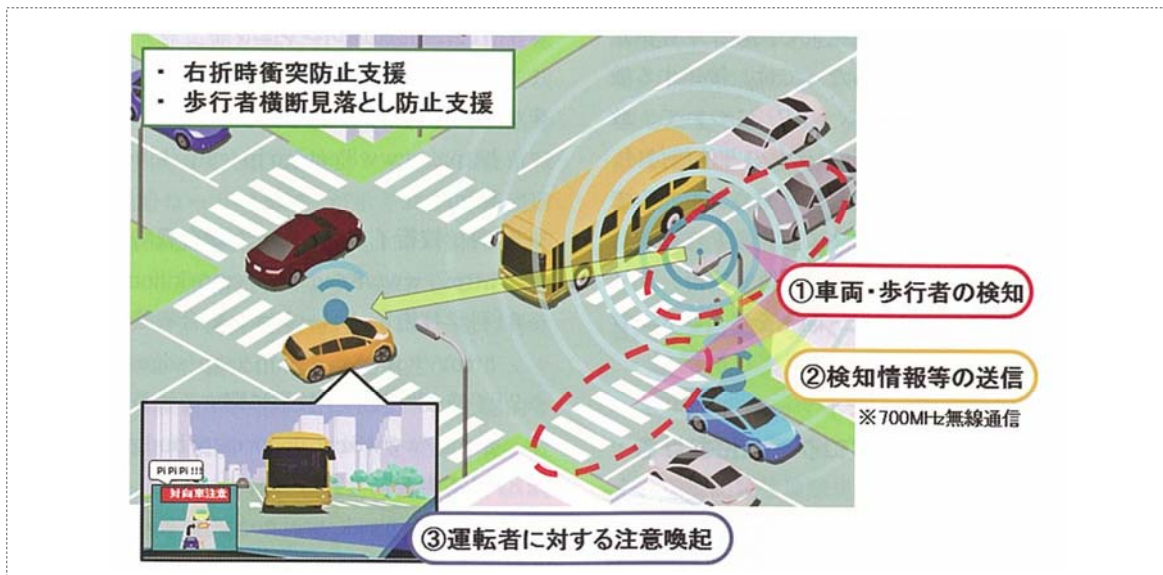 ・ 右折時衝突防止支援
・ 歩行者横断見落とし防止支援
①車両・歩行者の検知
②検知情報等の送信
※700MHz無線通信
Pi Pi Pi !!!
対向車注意
③運転者に対する注意喚起